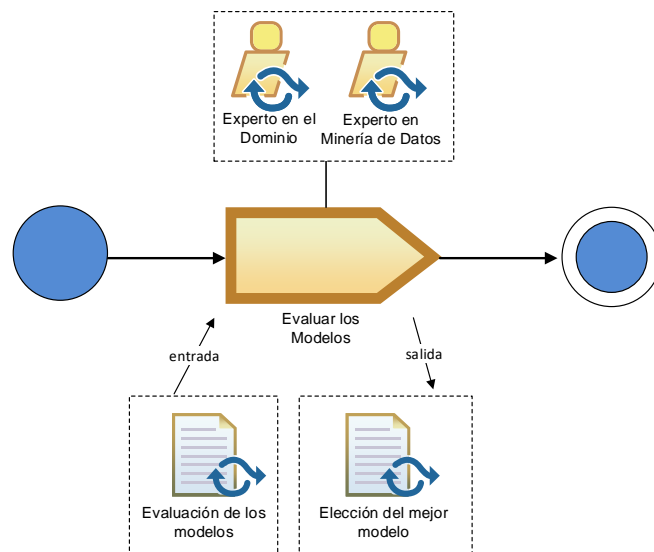 Experto en el
Dominio
Experto en
Minería de Datos
Evaluar los
Modelos
entrada
salida
Evaluación de los
modelos
Elección del mejor
modelo